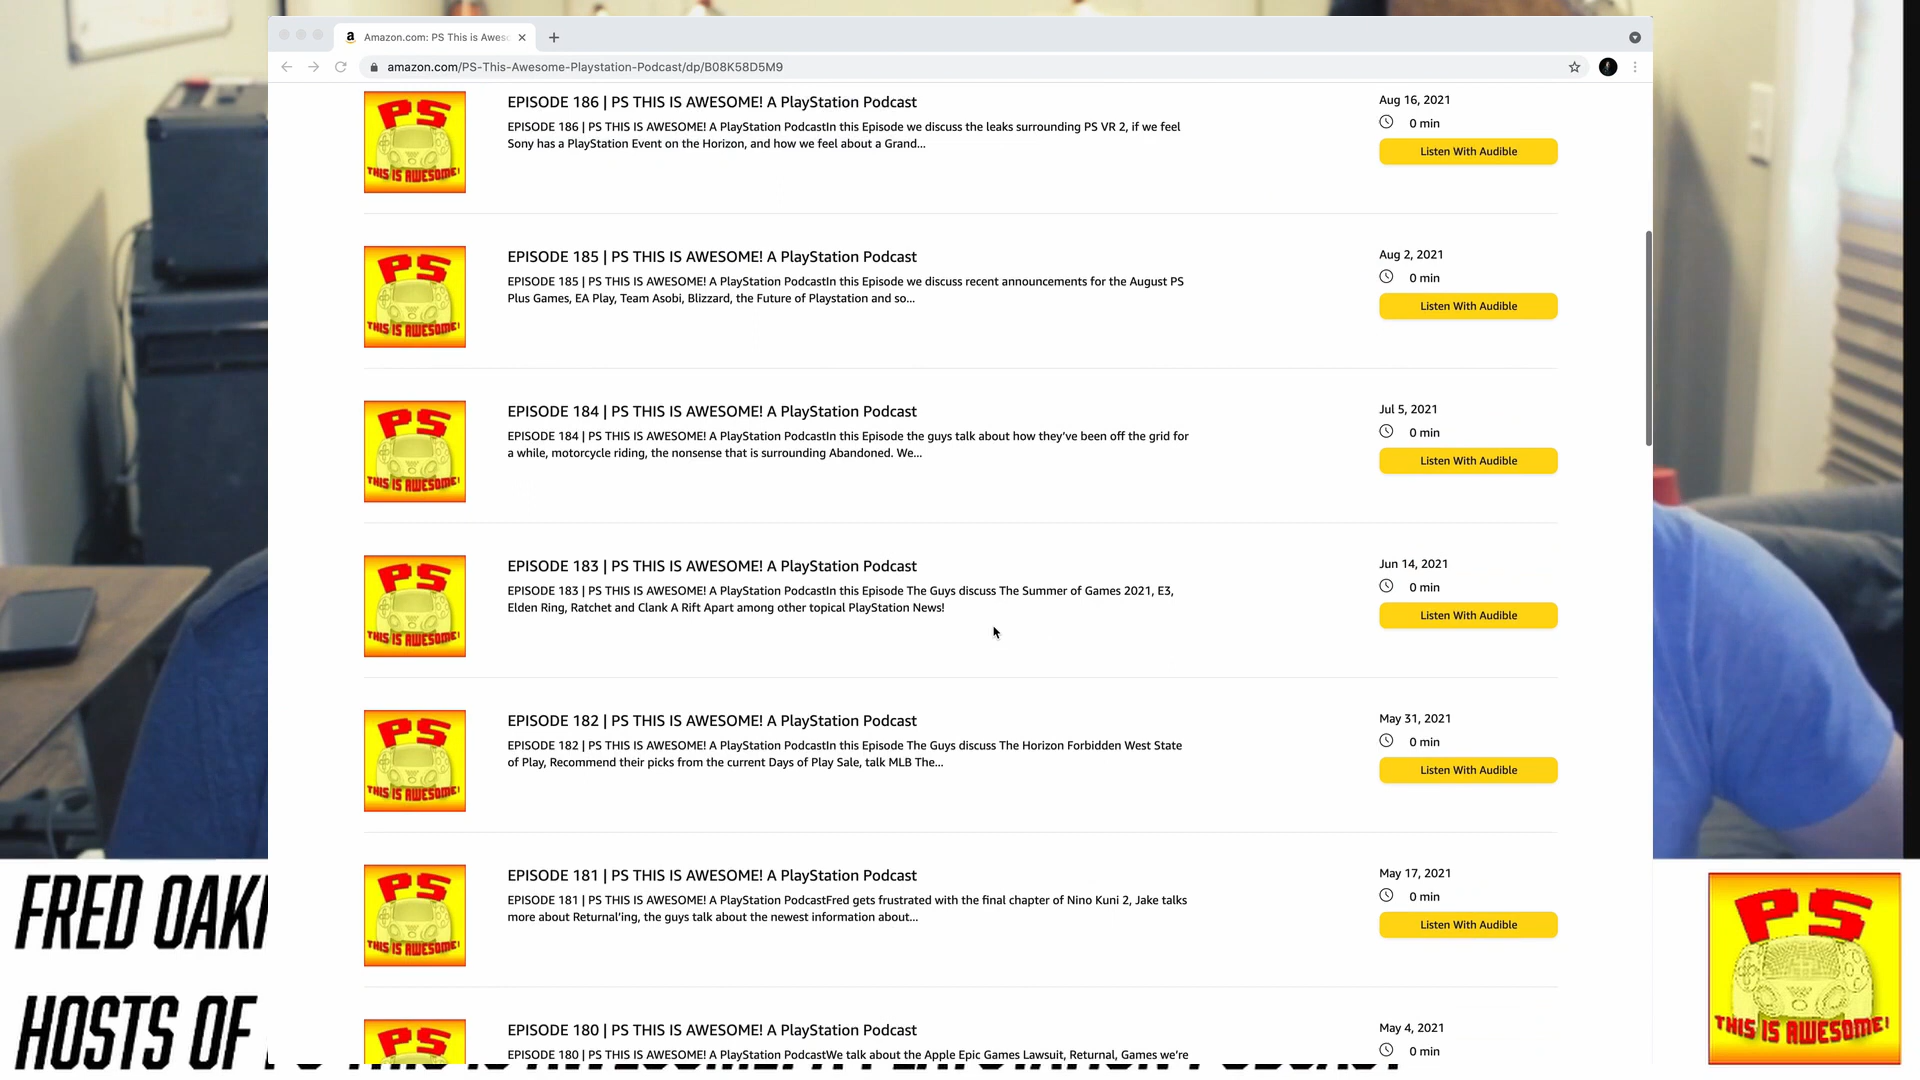 Amazon.com: PS This is Awes
amazon.com/PS-This-Awesome-Playstation-Podcast/dp/B08K58D5M9
PS
THIS IS AWESOME!
EPISODE 186 | PS THIS IS AWESOME! A PlayStation Podcast
EPISODE 186 | PS THIS IS AWESOME! A PlayStation PodcastIn this Episode we discuss the leaks surrounding PS VR 2, if we feel
Sony has a PlayStation Event on the Horizon, and how we feel about a Grand...
Aug 16, 2021
0 min
Listen With Audible
PS
THIS IS AWESOME!
EPISODE 185 | PS THIS IS AWESOME! A PlayStation Podcast
EPISODE 185 | PS THIS IS AWESOME! A PlayStation PodcastIn this Episode we discuss recent announcements for the August PS
Plus Games, EA Play, Team Asobi, Blizzard, the Future of Playstation and so...
Aug 2, 2021
0 min
Listen With Audible
PS
THIS IS AWESOME!
EPISODE 184 | PS THIS IS AWESOME! A PlayStation Podcast
EPISODE 184 | PS THIS IS AWESOME! A PlayStation PodcastIn this Episode the guys talk about how they've been off the grid for
a while, motorcycle riding, the nonsense that is surrounding Abandoned. We...
Jul 5, 2021
0 min
Listen With Audible
PS
THIS IS AWESOME!
EPISODE 183 | PS THIS IS AWESOME! A PlayStation Podcast
EPISODE 183 | PS THIS IS AWESOME! A PlayStation PodcastIn this Episode The Guys discuss The Summer of Games 2021, E3,
Elden Ring, Ratchet and Clank A Rift Apart among other topical PlayStation News!
Jun 14, 2021
0 min
Listen With Audible
PS
THIS IS AWESOME!
EPISODE 182 | PS THIS IS AWESOME! A PlayStation Podcast
EPISODE 182 | PS THIS IS AWESOME! A PlayStation PodcastIn this Episode The Guys discuss The Horizon Forbidden West State
of Play, Recommend their picks from the current Days of Play Sale, talk MLB The...
May 31, 2021
0 min
Listen With Audible
PS
THIS IS AWESOME!
EPISODE 181 | PS THIS IS AWESOME! A PlayStation Podcast
EPISODE 181 | PS THIS IS AWESOME! A PlayStation PodcastFred gets frustrated with the final chapter of Nino Kuni 2, Jake talks
more about Returnal'ing, the guys talk about the newest information about...
May 17, 2021
0 min
Listen With Audible
PS
EPISODE 180 | PS THIS IS AWESOME! A PlayStation Podcast
EPISODE 180 | PS THIS IS AWESOME! A PlayStation PodcastWe talk about the Apple Epic Games Lawsuit, Returnal, Games we're
May 4, 2021
0 min
FRED OAK
HOSTS OF
PS
THIS IS AWESOME!